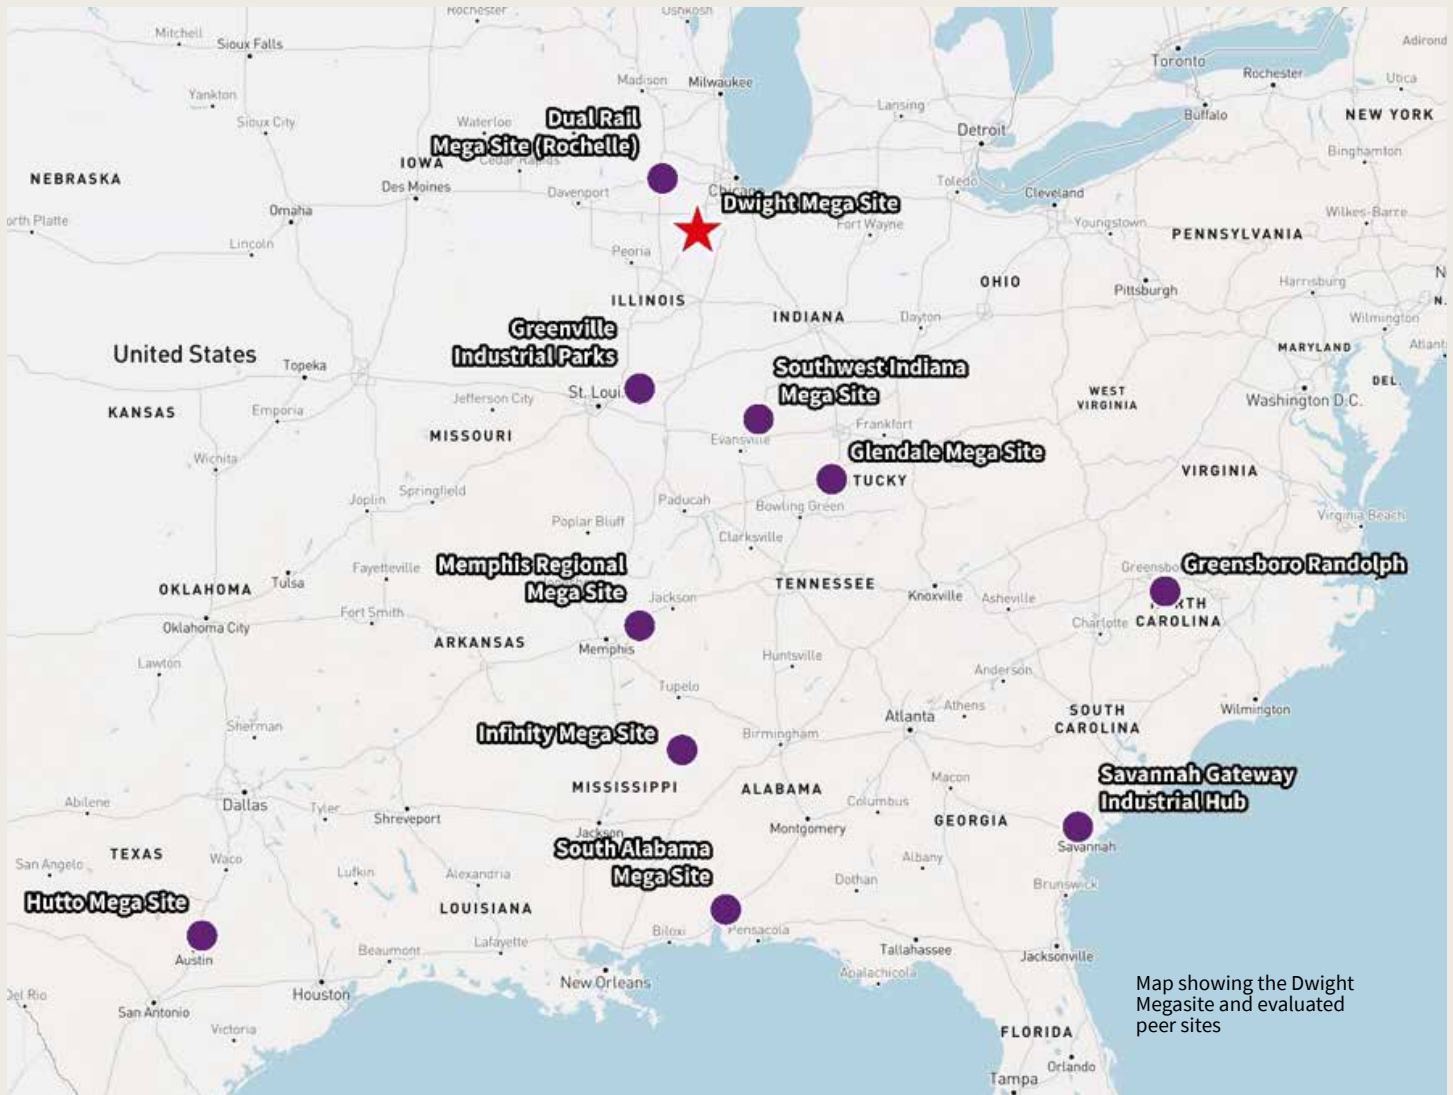 Rochester
Oshkosh
Mitchell
Sioux Falls
Toronto
Adirond
Madison
Milwaukee
Rochester
Utica
Yankton
Lansing
Buffalo
NEW YORK
Sioux City
Waterloo
Dual Rail
Mega Site (Rochelle)
Detroit
Binghamton
IOWA
Cedar Rapids
NEBRASKA
Des Moines
Davenport
Chicago
Toledo
Cleveland
Dwight Mega Site
Omaha
orth Platte
Fort Wayne
Youngstown
Wilkes-Barre
PENNSYLVANIA
Lincoln
Peoria
OHIO
Harrisburg
N
Pittsburgh
ILLINOIS
N.
INDIANA
Dayton
Wilmington
Greenville
Industrial Parks
United States
Topeka
MARYLAND
Atlant
Southwest Indiana
Mega Site
DEL.
WEST
VIRGINIA
St. Loui
Jefferson City
Washington D.C.
KANSAS
Emporia
MISSOURI
Frankfort
Evansville
Glendale Mega Site
Wichita
TUCKY
VIRGINIA
Joplin
Springfield
Paducah
Bowling Green
Poplar Bluff
Virginia Beach
Clarksville
Memphis Regional
Mega Site
Fayetteville
Greensbo
Greensboro Randolph
OKLAHOMA
Tulsa
TENNESSEE
Knoxville
Asheville
Jackson
RTH
CAROLINA
Fort Smith
Oklahoma City
ARKANSAS
Memphis
Charlotte
Lawton
Huntsville
Anderson
Tupelo
Athens
SOUTH
CAROLINA
Wilmington
Atlanta
Sherman
Infinity Mega Site
Birmingham
Savannah Gateway
Industrial Hub
MISSISSIPPI
ALABAMA
Macon
Abilene
Dallas
Tyler
Shreveport
Columbus
GEORGIA
Jackson
Montgomery
Savannah
South Alabama
Mega Site
TEXAS
San Angelo
Waco
Lufkin
Alexandria
Albany
Dothan
Brunswick
Hutto Mega Site
LOUISIANA
Biloxi
Pensacola
Beaumont
Lafayette
Tallahassee
Jacksonville
Austin
Apalachicola
New Orleans
Houston
Del Rio
San Antonio
Map showing the Dwight
Megasite and evaluated
peer sites
Victoria
FLORIDA
Orlando
Tampa